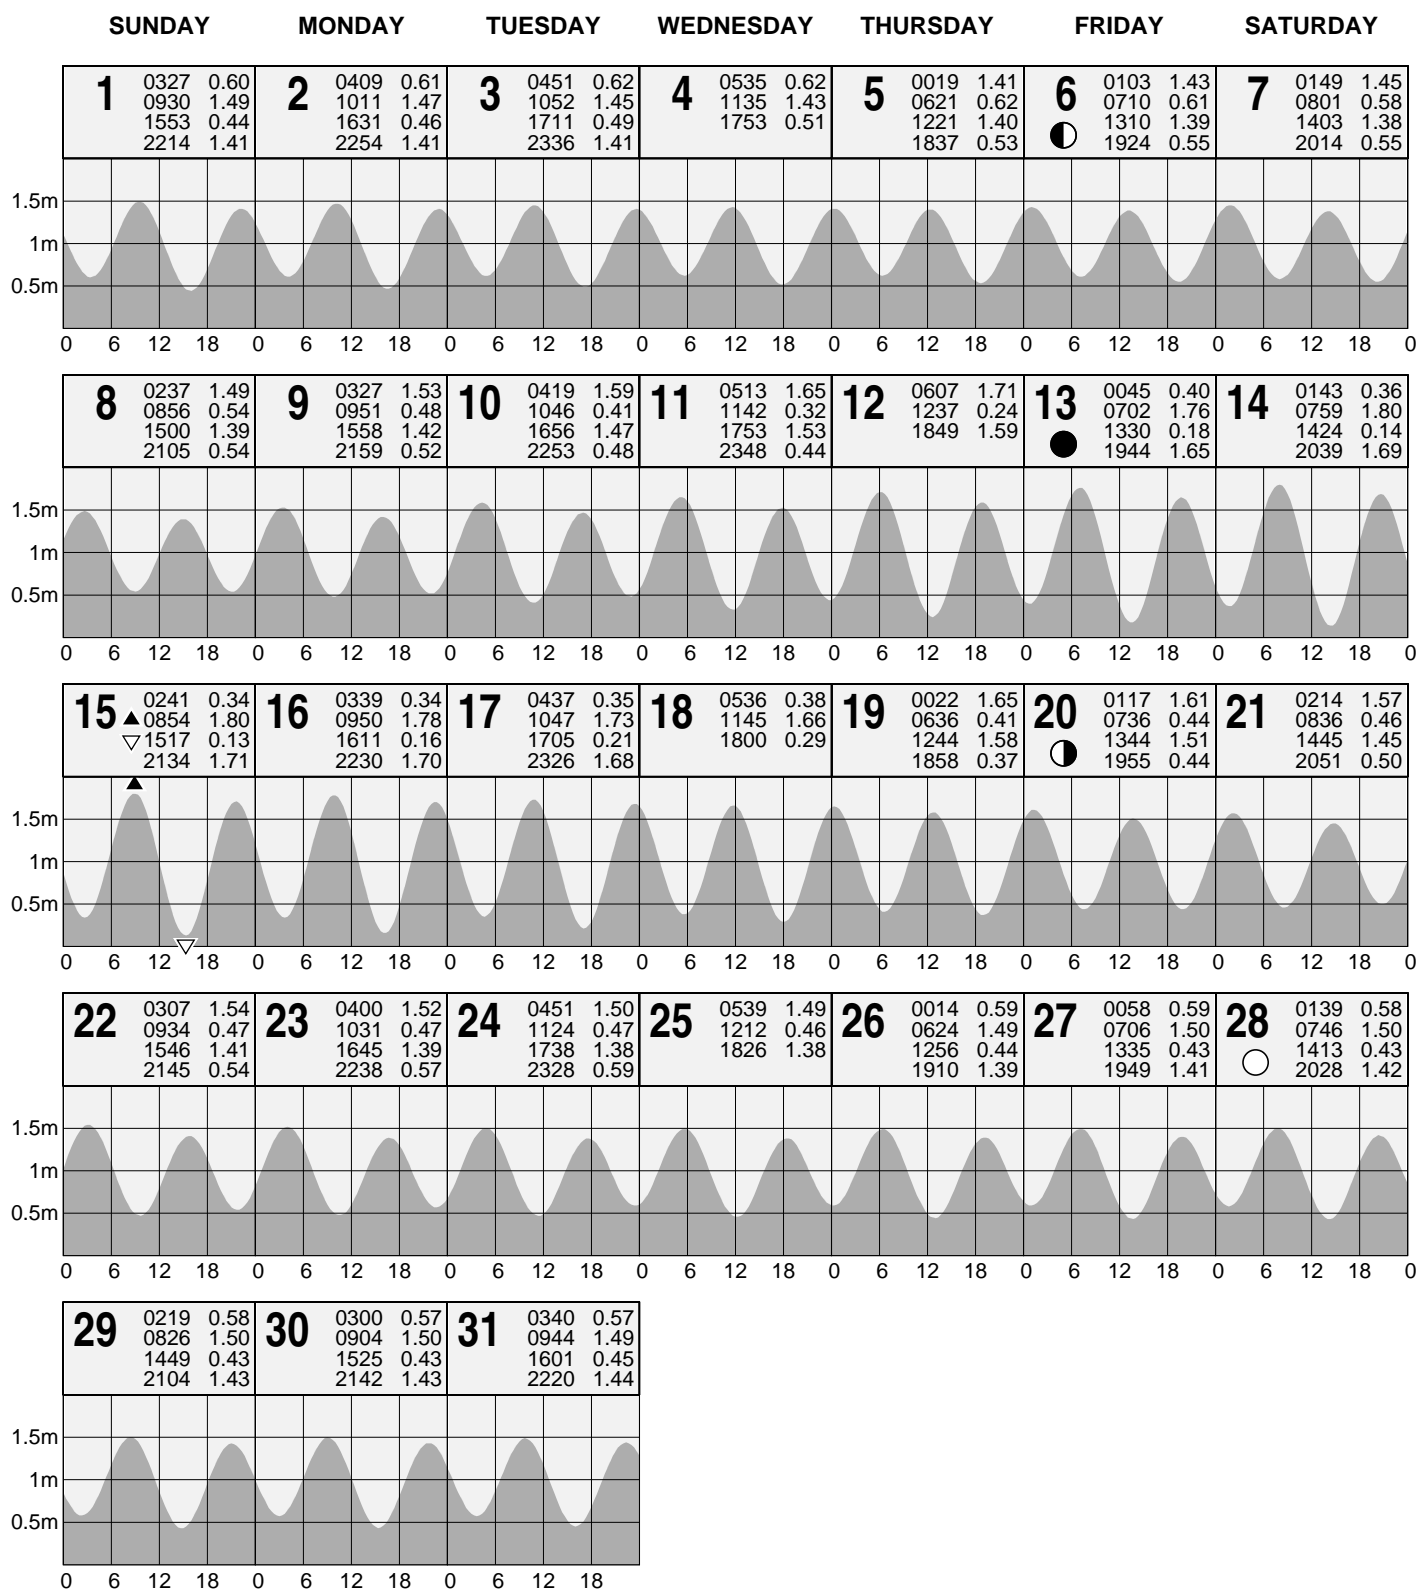 SUNDAY MONDAY TUESDAY WEDNESDAY THURSDAY FRIDAY SATURDAY
1 0327 0.60
0930 1.49
1553 0.44
2214 1.41
2 0409 0.61
1011 1.47
1631 0.46
2254 1.41
3 0451 0.62
1052 1.45
1711 0.49
2336 1.41
4 0535 0.62
1135 1.43
1753 0.51
5 0019 1.41
0621 0.62
1221 1.40
1837 0.53
6 0103 1.43
0710 0.61
1310 1.39
1924 0.55
7 0149 1.45
0801 0.58
1403 1.38
2014 0.55
1.5m
1m
0.5m
0 6 12 18 0 6 12 18 0 6 12 18 0 6 12 18 0 6 12 18 0 6 12 18 0 6 12 18 0
8 0237 1.49
0856 0.54
1500 1.39
2105 0.54
9 0327 1.53
0951 0.48
1558 1.42
2159 0.52
10 0419 1.59
1046 0.41
1656 1.47
2253 0.48
11 0513 1.65
1142 0.32
1753 1.53
2348 0.44
12 0607 1.71
1237 0.24
1849 1.59
13 0045 0.40
0702 1.76
1330 0.18
1944 1.65
14 0143 0.36
0759 1.80
1424 0.14
2039 1.69
1.5m
1m
0.5m
0 6 12 18 0 6 12 18 0 6 12 18 0 6 12 18 0 6 12 18 0 6 12 18 0 6 12 18 0
15 0241 0.34
0854 1.80
1517 0.13
2134 1.71
16 0339 0.34
0950 1.78
1611 0.16
2230 1.70
17 0437 0.35
1047 1.73
1705 0.21
2326 1.68
18 0536 0.38
1145 1.66
1800 0.29
19 0022 1.65
0636 0.41
1244 1.58
1858 0.37
20 0117 1.61
0736 0.44
1344 1.51
1955 0.44
21 0214 1.57
0836 0.46
1445 1.45
2051 0.50
1.5m
1m
0.5m
0 6 12 18 0 6 12 18 0 6 12 18 0 6 12 18 0 6 12 18 0 6 12 18 0 6 12 18 0
22 0307 1.54
0934 0.47
1546 1.41
2145 0.54
23 0400 1.52
1031 0.47
1645 1.39
2238 0.57
24 0451 1.50
1124 0.47
1738 1.38
2328 0.59
25 0539 1.49
1212 0.46
1826 1.38
26 0014 0.59
0624 1.49
1256 0.44
1910 1.39
27 0058 0.59
0706 1.50
1335 0.43
1949 1.41
28 0139 0.58
0746 1.50
1413 0.43
2028 1.42
1.5m
1m
0.5m
0 6 12 18 0 6 12 18 0 6 12 18 0 6 12 18 0 6 12 18 0 6 12 18 0 6 12 18 0
29 0219 0.58
0826 1.50
1449 0.43
2104 1.43
30 0300 0.57
0904 1.50
1525 0.43
2142 1.43
31 0340 0.57
0944 1.49
1601 0.45
2220 1.44
1.5m
1m
0.5m
0 6 12 18 0 6 12 18 0 6 12 18